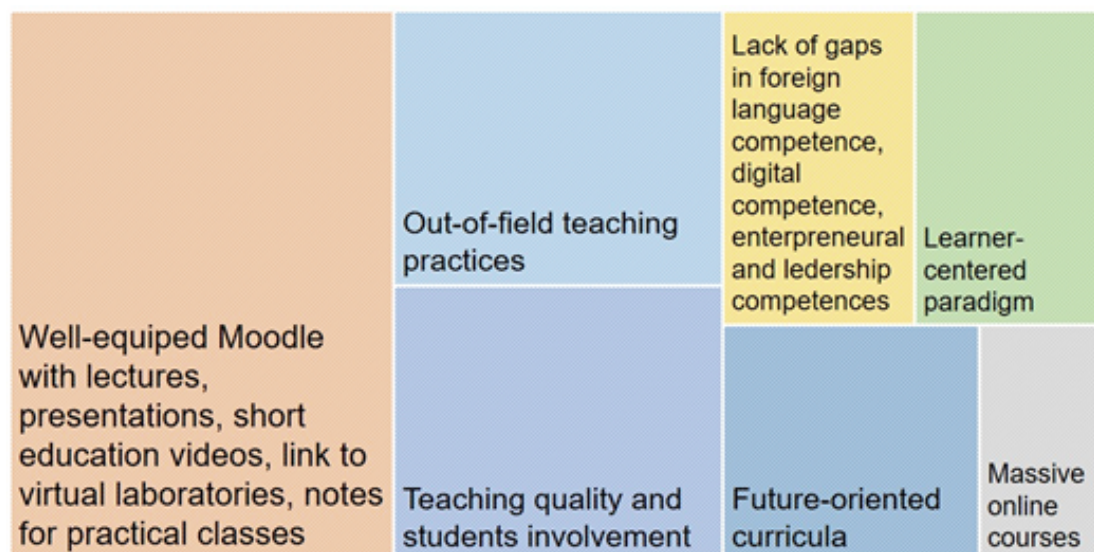 Well-equiped Moodle
with lectures,
presentations, short
education videos, link to
virtual laboratories, notes
for practical classes
Out-of-field teaching
practices
Teaching quality and
students involvement
Lack of gaps
in foreign
language
competence,
digital
competence,
enterpreneural
and ledership
competences
Learner-
centered
paradigm
Future-oriented
curricula
Massive
online
courses